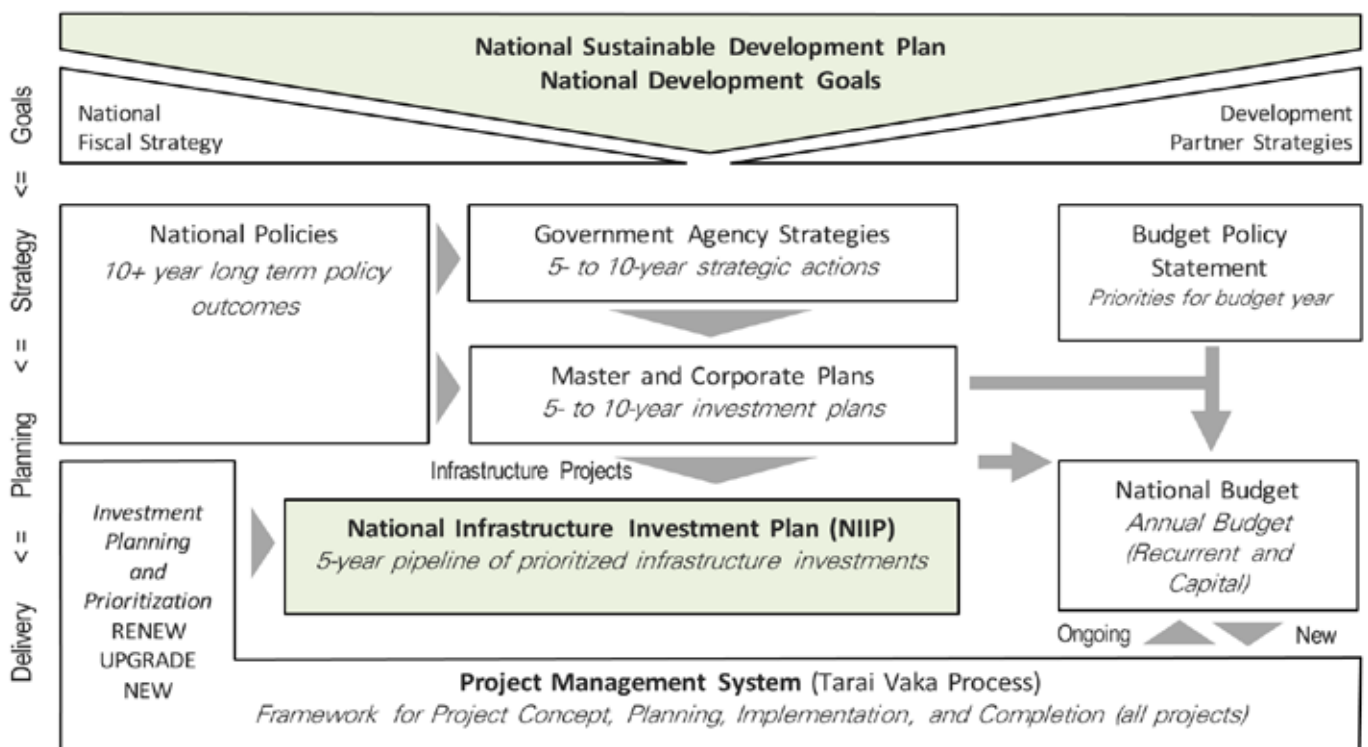 National Sustainable Development Plan
National Development Goals
National
Fiscal Strategy
Development
Partner Strategies
Delivery <= Planning <= Strategy <= Goals
National Policies
10+ year long term policy
outcomes
Government Agency Strategies
5- to 10-year strategic actions
Budget Policy
Statement
Priorities for budget year
Master and Corporate Plans
5- to 10-year investment plans
Infrastructure Projects
Investment
Planning
and
Prioritization
RENEW
UPGRADE
NEW
National Infrastructure Investment Plan (NIIP)
5-year pipeline of prioritized infrastructure investments
National Budget
Annual Budget
(Recurrent and
Capital)
Ongoing
New
Project Management System (Tarai Vaka Process)
Framework for Project Concept, Planning, Implementation, and Completion (all projects)